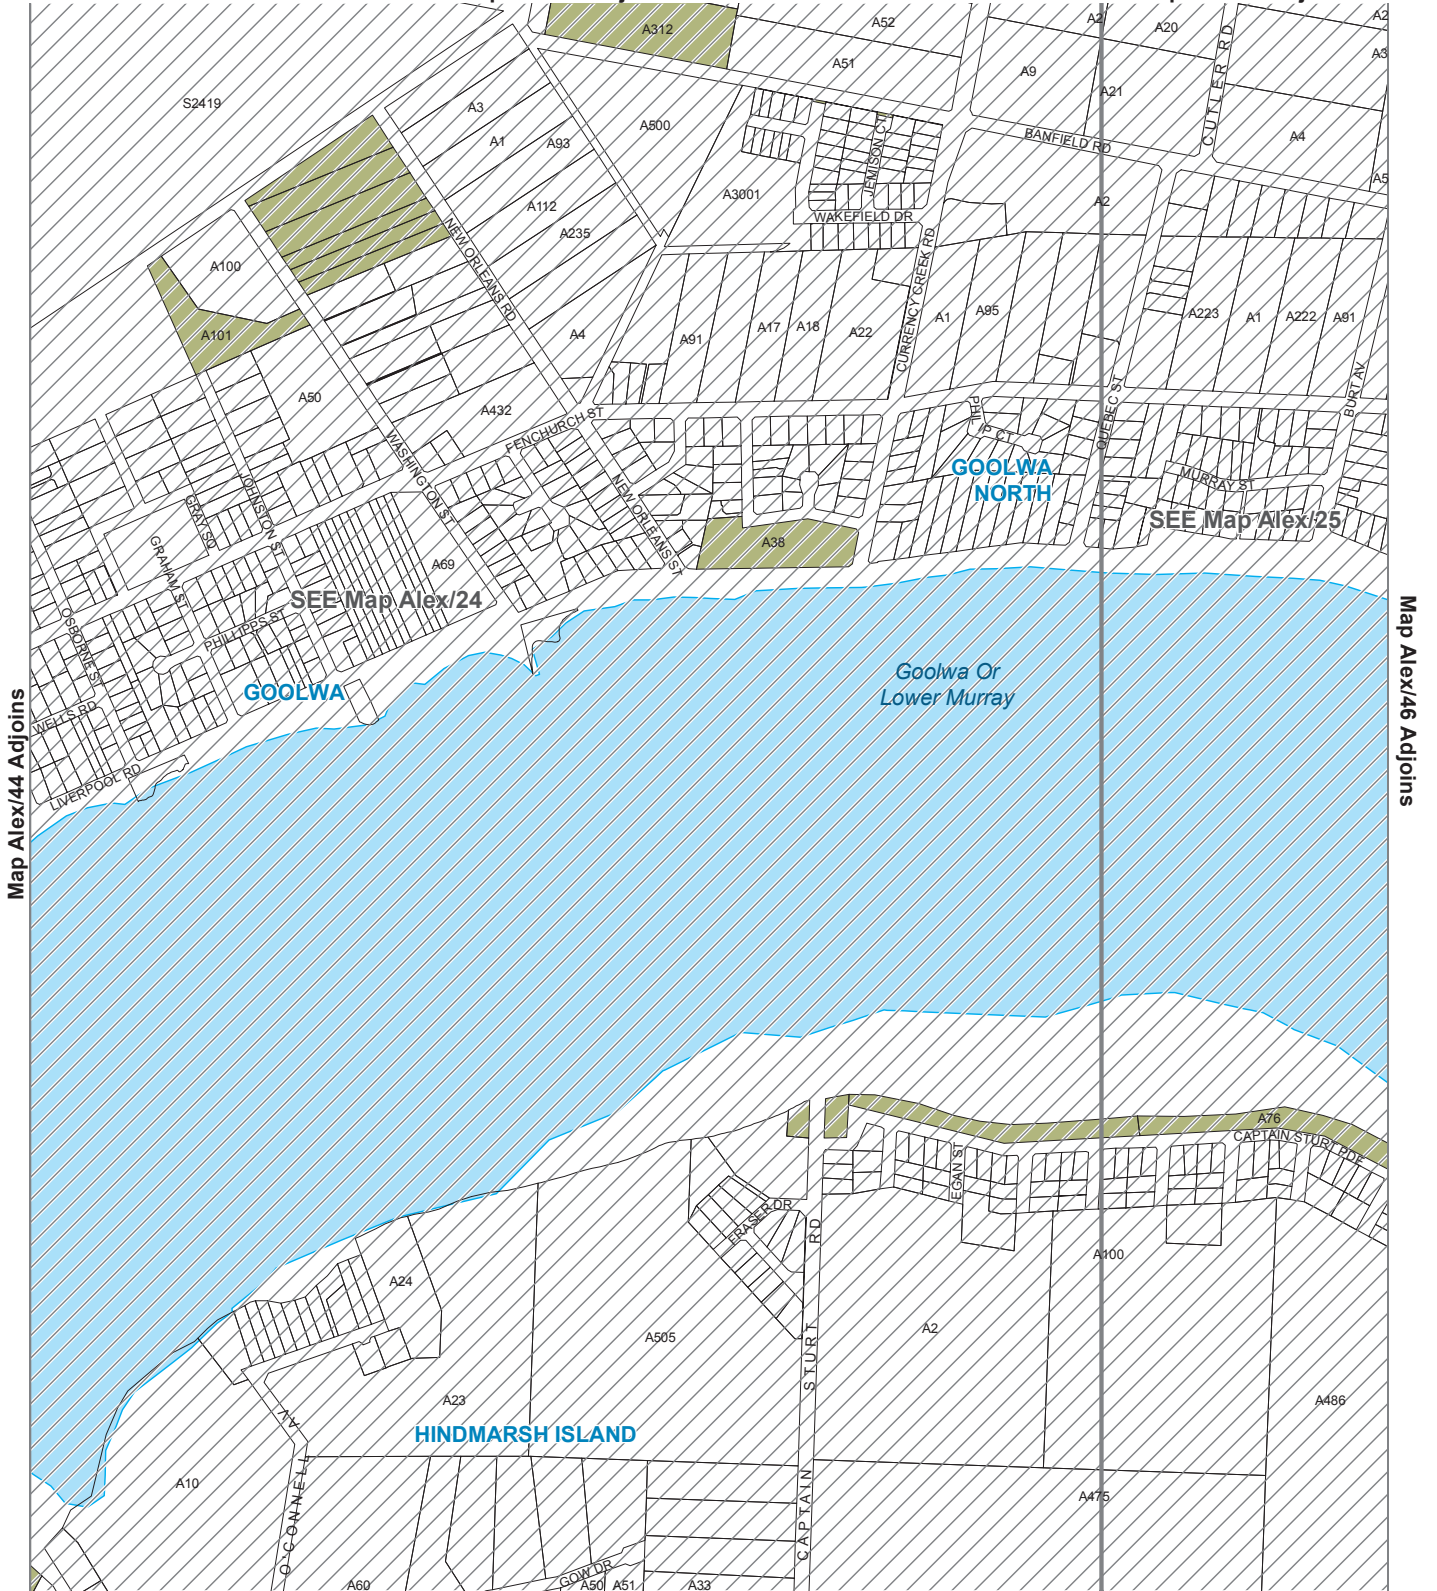 A312
A52
A2
A20
A2
A51
A9
A3
CUTLER RD
S2419
A3
A21
A500
A1
A93
JEMISON CT
BANFIELD RD
A4
A5
A3001
A2
A112
WAKEFIELD DR
A235
NEW ORLEANS RD
A100
CURRENCY CREEK RD
A101
A4
A91
A17
A18
A22
A1
A95
A223
A1
A222
A91
A50
A432
FENCHURCH ST
PHILIP CT
QUEBEC ST
BURT AV
WASHINGTON ST
GOOLWA
NORTH
MURRAY ST
JOHNSTON ST
GRAY SQ
NEW ORLEANS ST
SEE Map Alex/25
A38
GRAHAM ST
A69
SEE Map Alex/24
OSBORNE ST
PHILLIPPS ST
GOOLWA
Goolwa Or
Lower Murray
WELLS RD
LIVERPOOL RD
Map Alex/44 Adjoins
Map Alex/46 Adjoins
A76
CAPTAIN STURT PDE
EGAN ST
FRASER DR
A100
A24
A505
A2
CAPTAIN STURT RD
A23
A486
HINDMARSH ISLAND
O'CONNELL AV
A10
A475
GOW DR
A60
A50
A51
A33